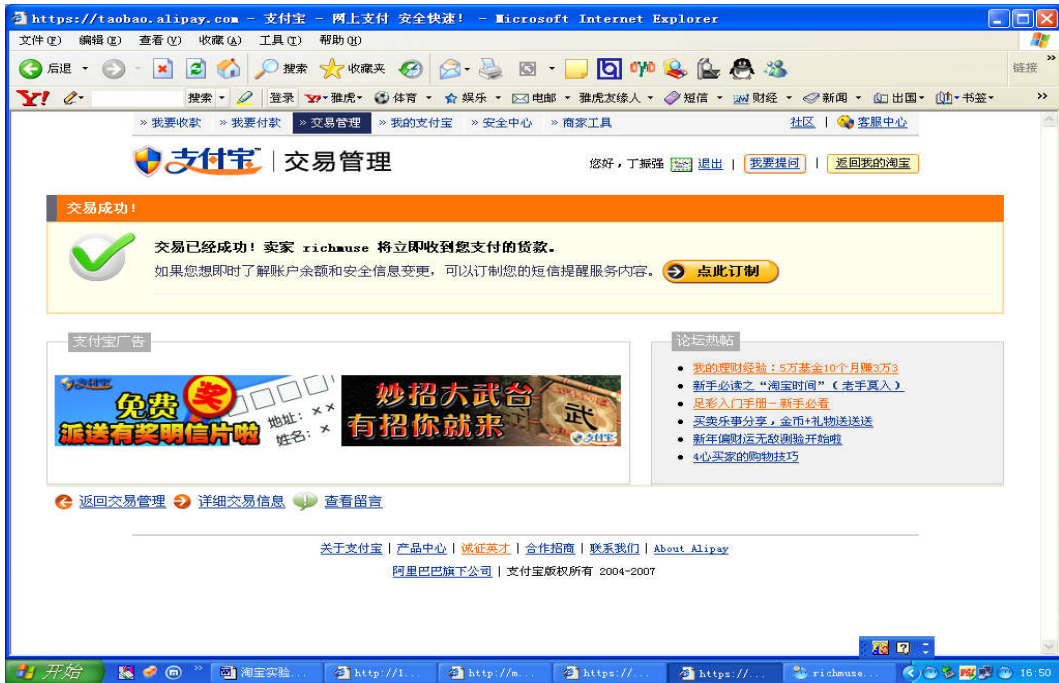 https://taobao.alipay.com - 支付宝 - 网上支付 安全快速! - Microsoft Internet Explorer
文件(F) 编辑(E) 查看(V) 收藏(A) 工具(T) 帮助(H)
后退 搜索 收藏夹 链接 »
Y! 搜索 登录 雅虎 体育 娱乐 电邮 雅虎友缘人 短信 财经 新闻 出国 书签 »
» 我要收款 » 我要付款 » 交易管理 » 我的支付宝 » 安全中心 » 商家工具 社区 | 客服中心
支付宝 | 交易管理 您好，丁振强 退出 | 我要提问 | 返回我的淘宝
交易成功！
交易已经成功！卖家 richmuse 将立即收到您支付的货款。
如果您想即时了解账户余额和安全信息变更，可以订制您的短信提醒服务内容。 点此订制
支付宝广告
支付宝
免费 奖
派送有奖明信片啦
地址: ××
姓名: ×
妙招大武台
有招你就来
武
支付宝
论坛热帖
我的理财经验：5万基金10个月赚3万3
新手必读之“淘宝时间”（老手莫入）
足彩入门手册－新手必看
买卖乐事分享，金币+礼物送送送
新年偏财运无敌测验开始啦
4心买家的购物技巧
返回交易管理 详细交易信息 查看留言
关于支付宝 | 产品中心 | 诚征英才 | 合作招商 | 联系我们 | About Alipay
阿里巴巴旗下公司 | 支付宝版权所有 2004-2007
开始 » 淘宝实验... http://1... http://m... https://... https://... richmuse... 16:50